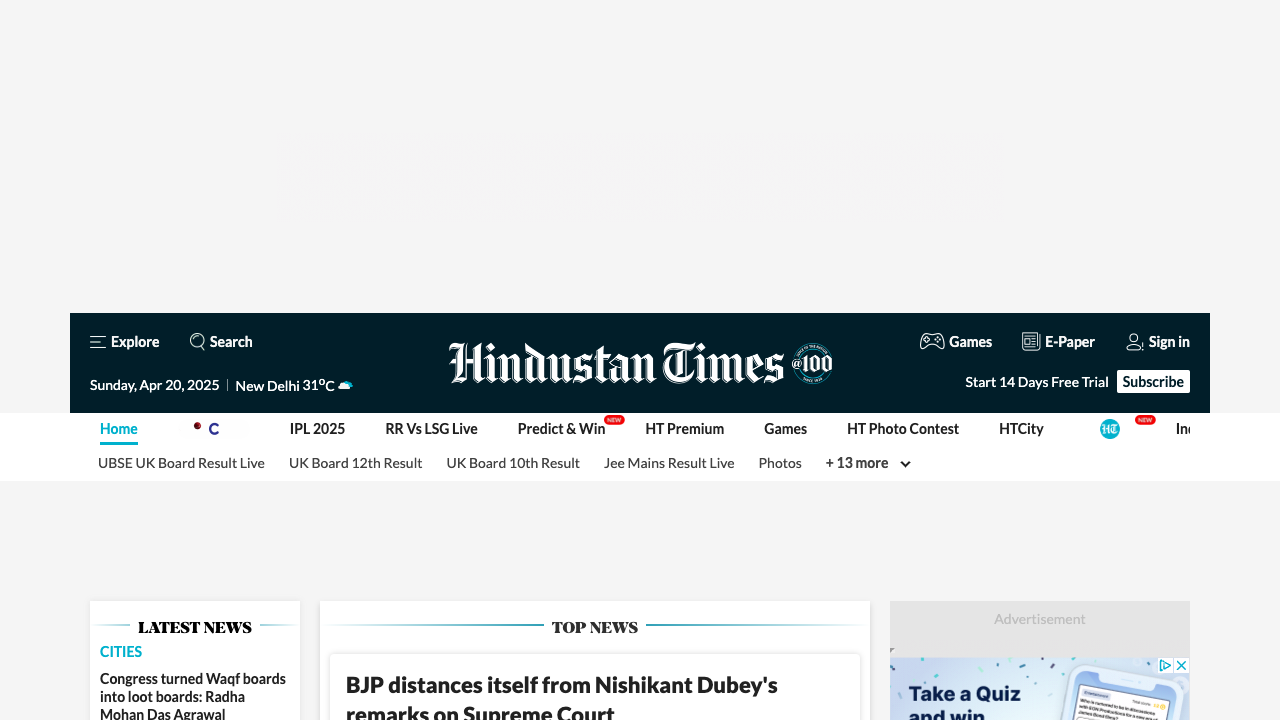 Explore
Search
Hindustan Times
@100
Games
E-Paper
Sign in
Sunday, Apr 20, 2025
New Delhi 31°C
Start 14 Days Free Trial
Subscribe
Home
C
IPL 2025
RR Vs LSG Live
Predict & Win
NEW
HT Premium
Games
HT Photo Contest
HTCity
HT
NEW
UBSE UK Board Result Live
UK Board 12th Result
UK Board 10th Result
Jee Mains Result Live
Photos
+ 13 more
LATEST NEWS
CITIES
Congress turned Waqf boards
into loot boards: Radha
Mohan Das Agrawal
TOP NEWS
BJP distances itself from Nishikant Dubey's
remarks on Supreme Court
Advertisement
Take a Quiz
and win